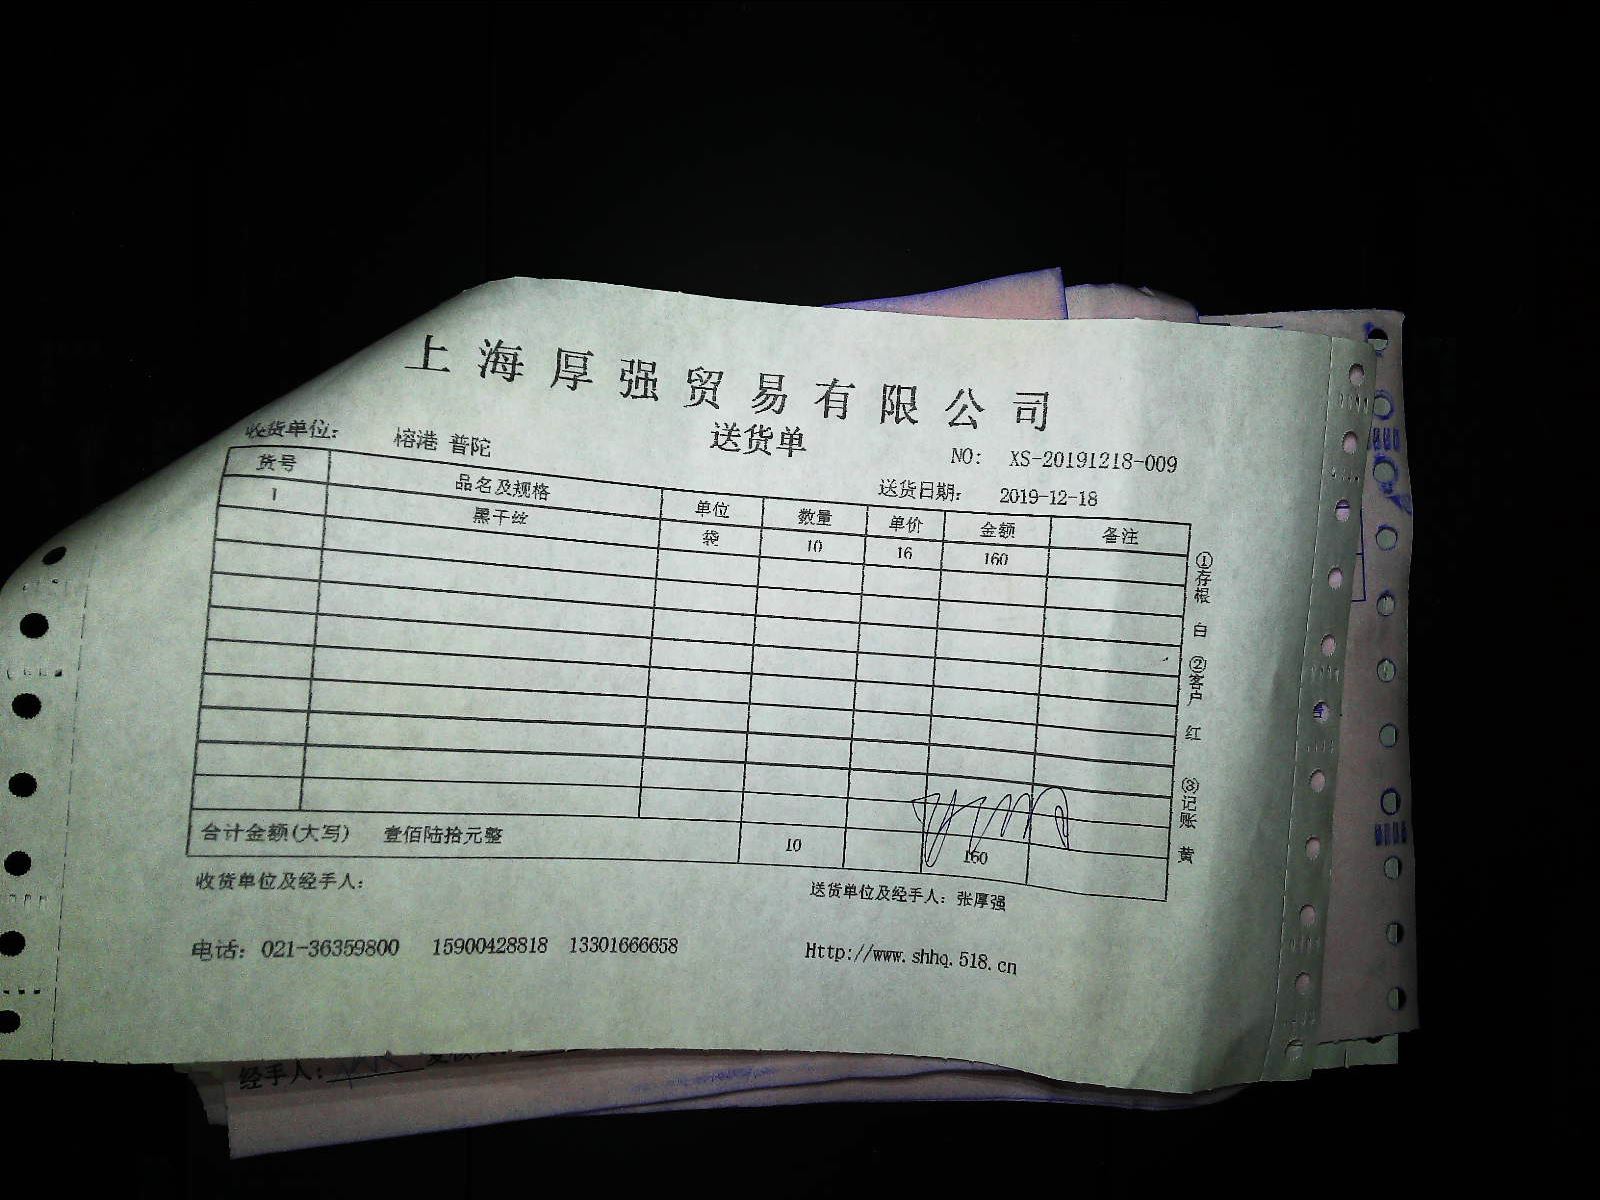 上海厚强贸易有限公司
送货单
收货单位: 榕港 普陀
NO: XS-20191218-009
送货日期: 2019-12-18
货号 品名及规格 单位 数量 单价 金额 备注
1 黑干丝 袋 10 16 160
合计金额(大写) 壹佰陆拾元整 10 160
①存根 白 ②客户 红 ③记账 黄
收货单位及经手人:
送货单位及经手人: 张厚强
电话: 021-36359800 15900428818 13301666658
Http://www.shhq.518.cn
经手人: